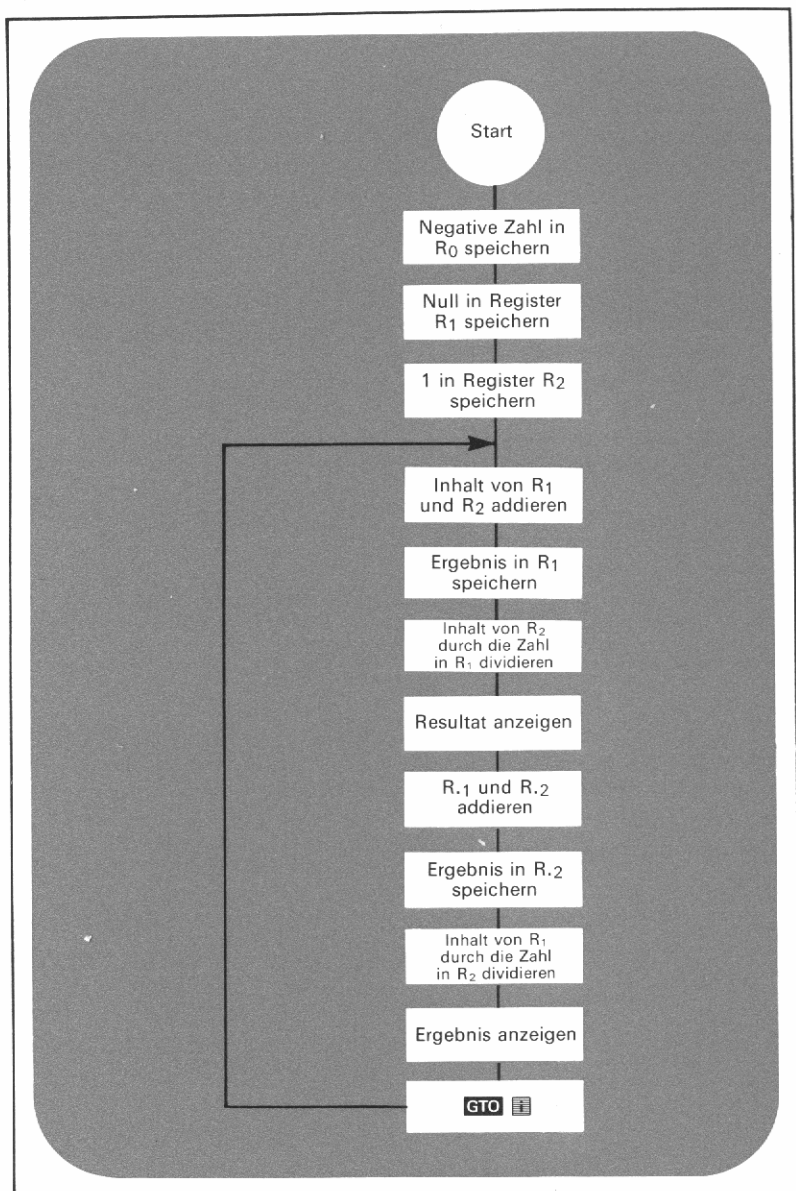 Start
Negative Zahl in
R0 speichern
Null in Register
R1 speichern
1 in Register R2
speichern
Inhalt von R1
und R2 addieren
Ergebnis in R1
speichern
Inhalt von R2
durch die Zahl
in R1 dividieren
Resultat anzeigen
R.1 und R.2
addieren
Ergebnis in R.2
speichern
Inhalt von R1
durch die Zahl
in R2 dividieren
Ergebnis anzeigen
GTO i